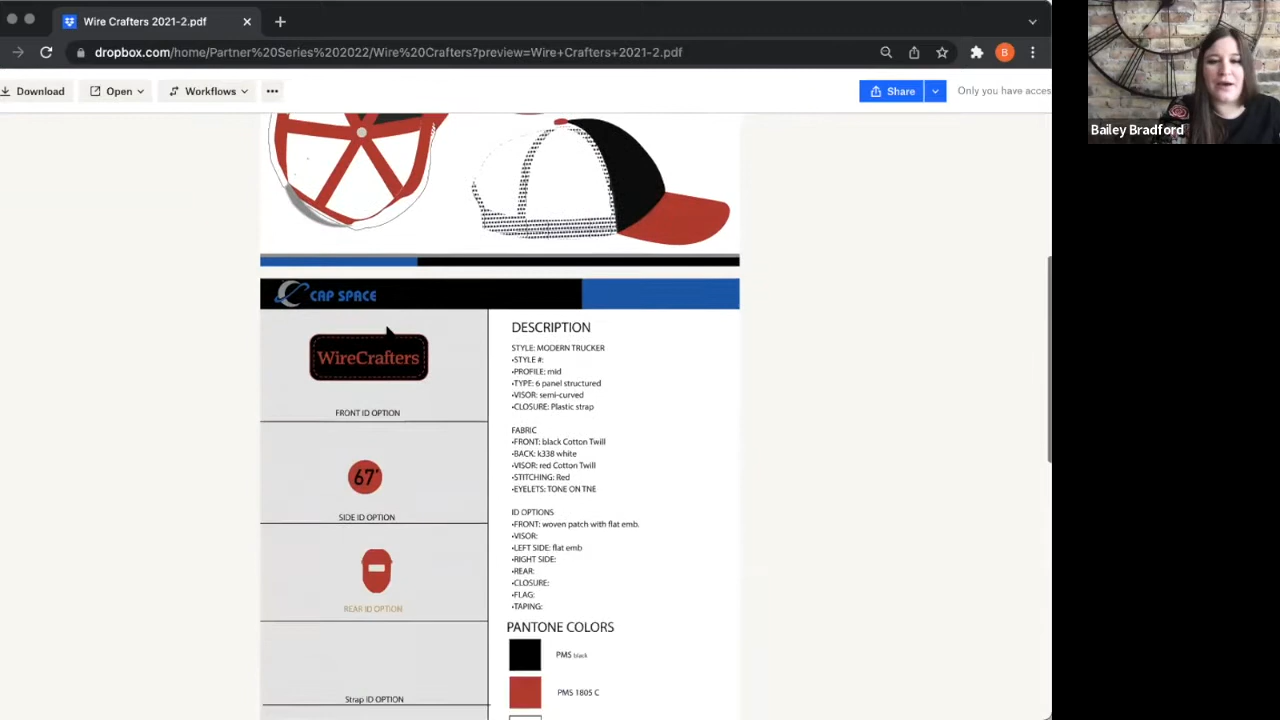 Wire Crafters 2021-2.pdf
dropbox.com/home/Partner%20Series%202022/Wire%20Crafters?preview=Wire+Crafters+2021-2.pdf
B
Download
Open
Workflows
Share
Only you have acces
Bailey Bradford
CAP SPACE
WireCrafters
FRONT ID OPTION
67'
SIDE ID OPTION
REAR ID OPTION
Strap ID OPTION
DESCRIPTION
STYLE: MODERN TRUCKER
•STYLE #:
•PROFILE: mid
•TYPE: 6 panel structured
•VISOR: semi-curved
•CLOSURE: Plastic strap
FABRIC
•FRONT: black Cotton Twill
•BACK: k338 white
•VISOR: red Cotton Twill
•STITCHING: Red
•EYELETS: TONE ON TNE
ID OPTIONS
•FRONT: woven patch with flat emb.
•VISOR:
•LEFT SIDE: flat emb
•RIGHT SIDE:
•REAR:
•CLOSURE:
•FLAG:
•TAPING:
PANTONE COLORS
PMS black
PMS 1805 C